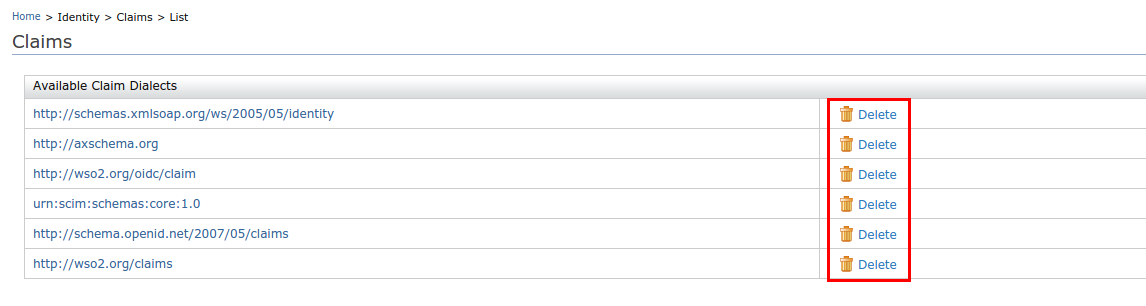 Home > Identity > Claims > List
Claims
Available Claim Dialects
http://schemas.xmlsoap.org/ws/2005/05/identity Delete
http://axschema.org Delete
http://wso2.org/oidc/claim Delete
urn:scim:schemas:core:1.0 Delete
http://schema.openid.net/2007/05/claims Delete
http://wso2.org/claims Delete